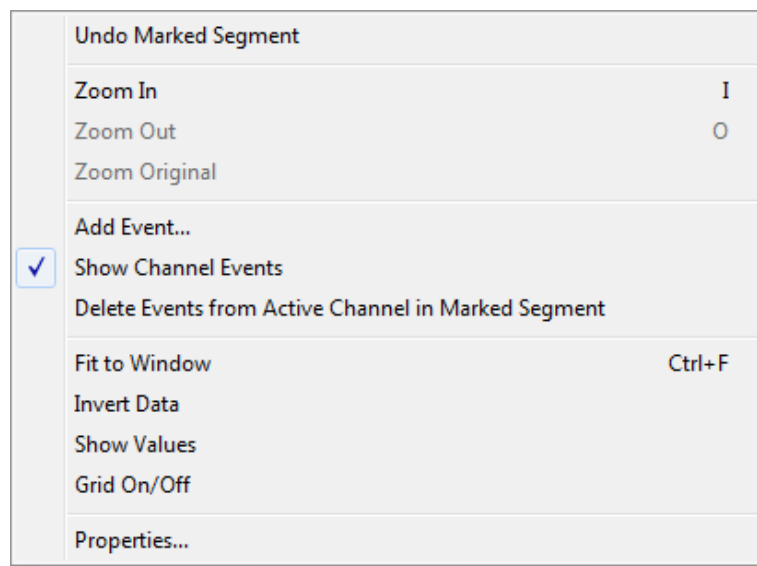 Undo Marked Segment
Zoom In I
Zoom Out O
Zoom Original
Add Event...
Show Channel Events
Delete Events from Active Channel in Marked Segment
Fit to Window Ctrl+F
Invert Data
Show Values
Grid On/Off
Properties...